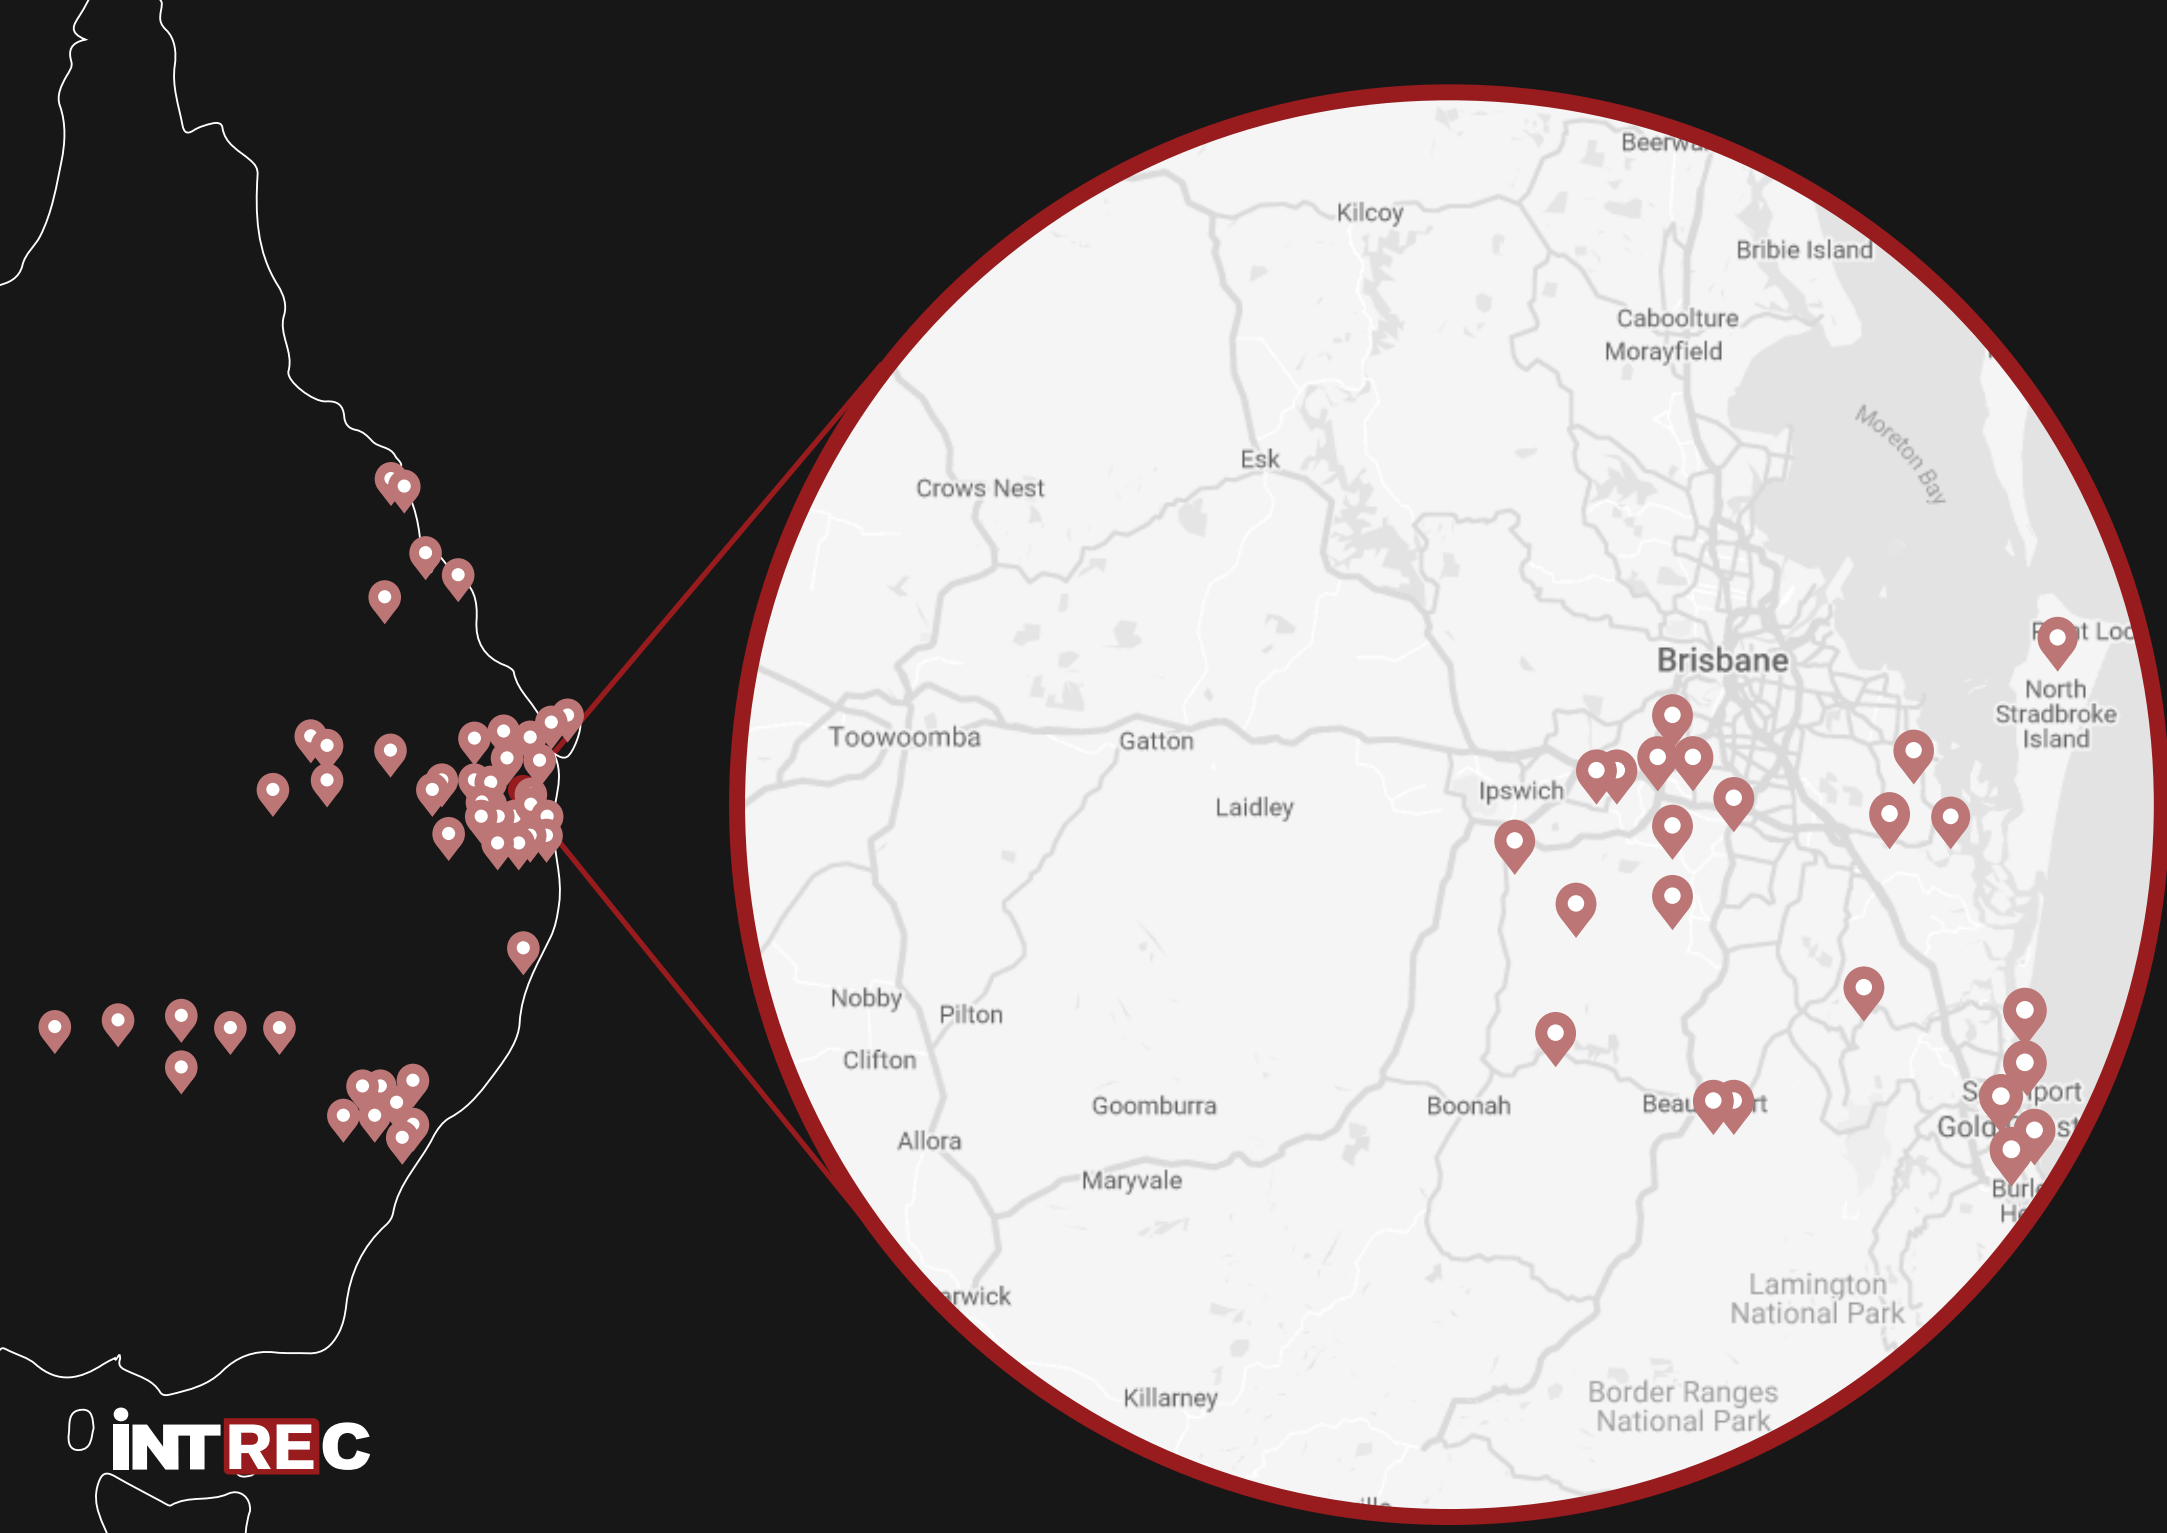 Beerwa
Kilcoy
Bribie Island
Caboolture
Morayfield
Moreton Bay
Esk
Crows Nest
Brisbane
North
Stradbroke
Island
Toowoomba
Gatton
Ipswich
Laidley
Nobby
Pilton
Clifton
Goomburra
Boonah
Allora
Maryvale
arwick
Lamington
National Park
Killarney
Border Ranges
National Park
iNTREC